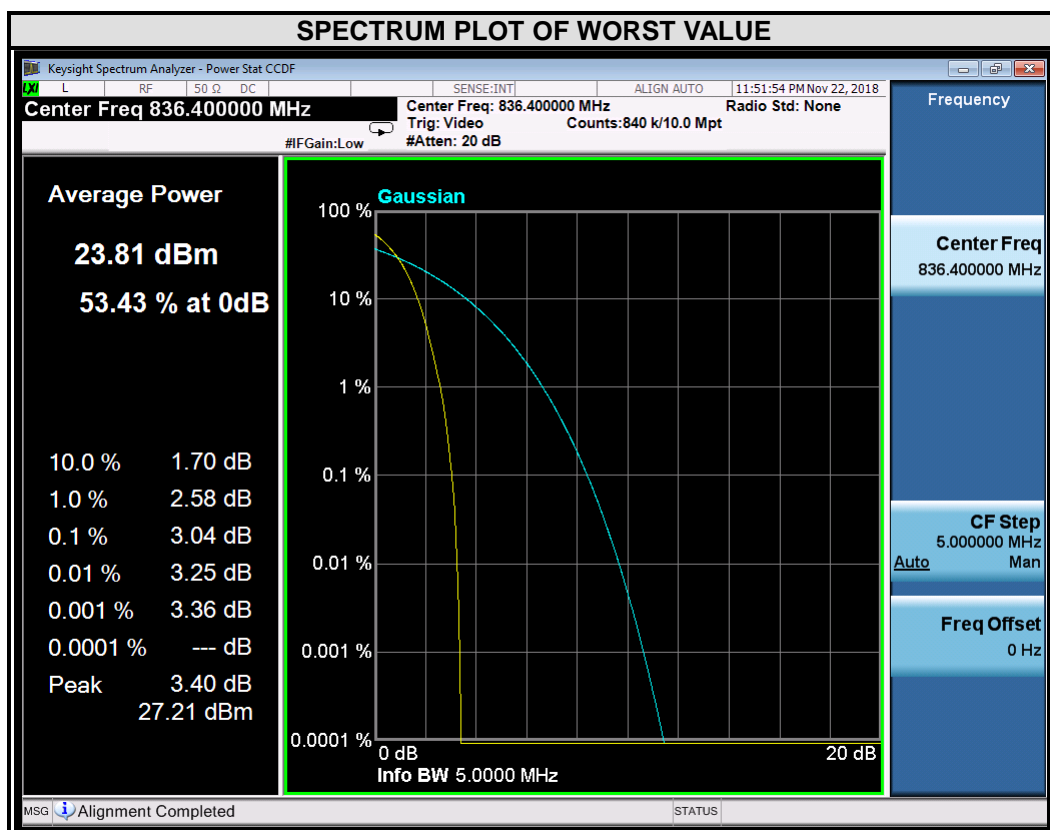 SPECTRUM PLOT OF WORST VALUE
Keysight Spectrum Analyzer - Power Stat CCDF
LXI L RF 50 Ω DC SENSE:INT ALIGN AUTO 11:51:54 PM Nov 22, 2018
Center Freq 836.400000 MHz
Center Freq: 836.400000 MHz Radio Std: None
Trig: Video Counts:840 k/10.0 Mpt
#IFGain:Low #Atten: 20 dB
Average Power
23.81 dBm
53.43 % at 0dB
10.0 % 1.70 dB
1.0 % 2.58 dB
0.1 % 3.04 dB
0.01 % 3.25 dB
0.001 % 3.36 dB
0.0001 % --- dB
Peak 3.40 dB
27.21 dBm
Gaussian
100 %
10 %
1 %
0.1 %
0.01 %
0.001 %
0.0001 %
0 dB 20 dB
Info BW 5.0000 MHz
Frequency
Center Freq
836.400000 MHz
CF Step
5.000000 MHz
Auto Man
Freq Offset
0 Hz
MSG Alignment Completed STATUS